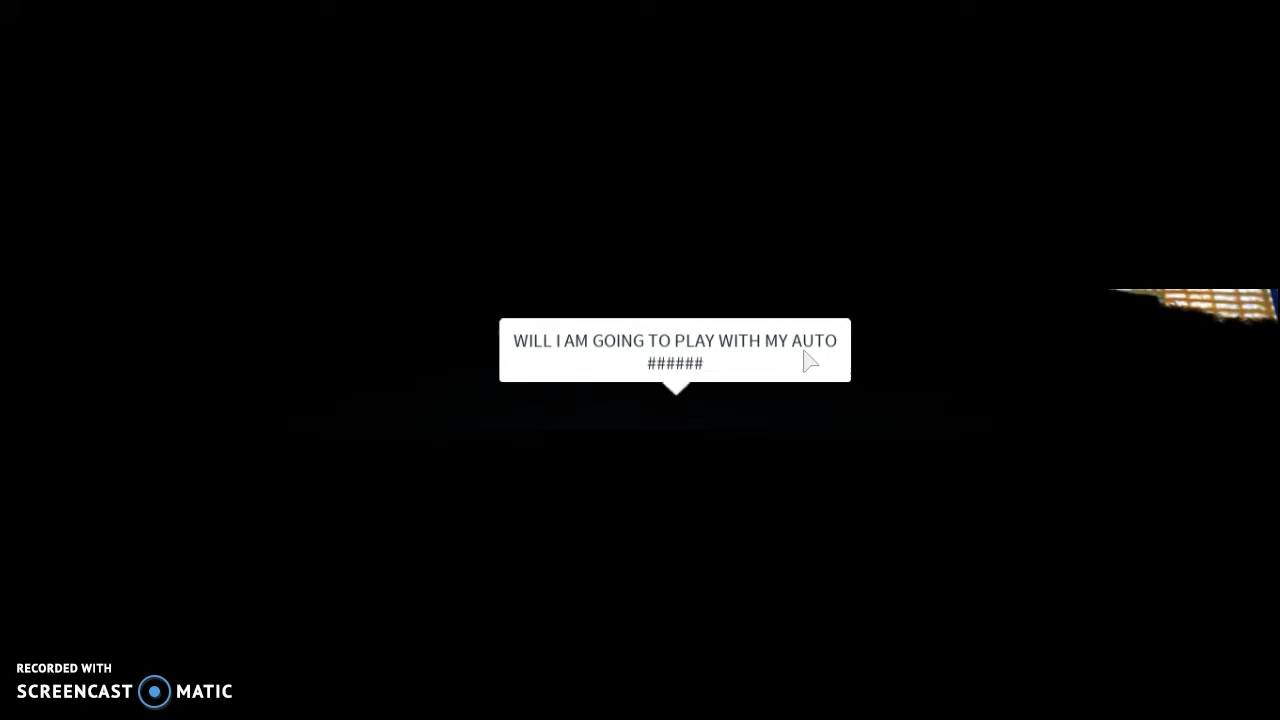 WILL I AM GOING TO PLAY WITH MY AUTO
######
RECORDED WITH
SCREENCAST MATIC